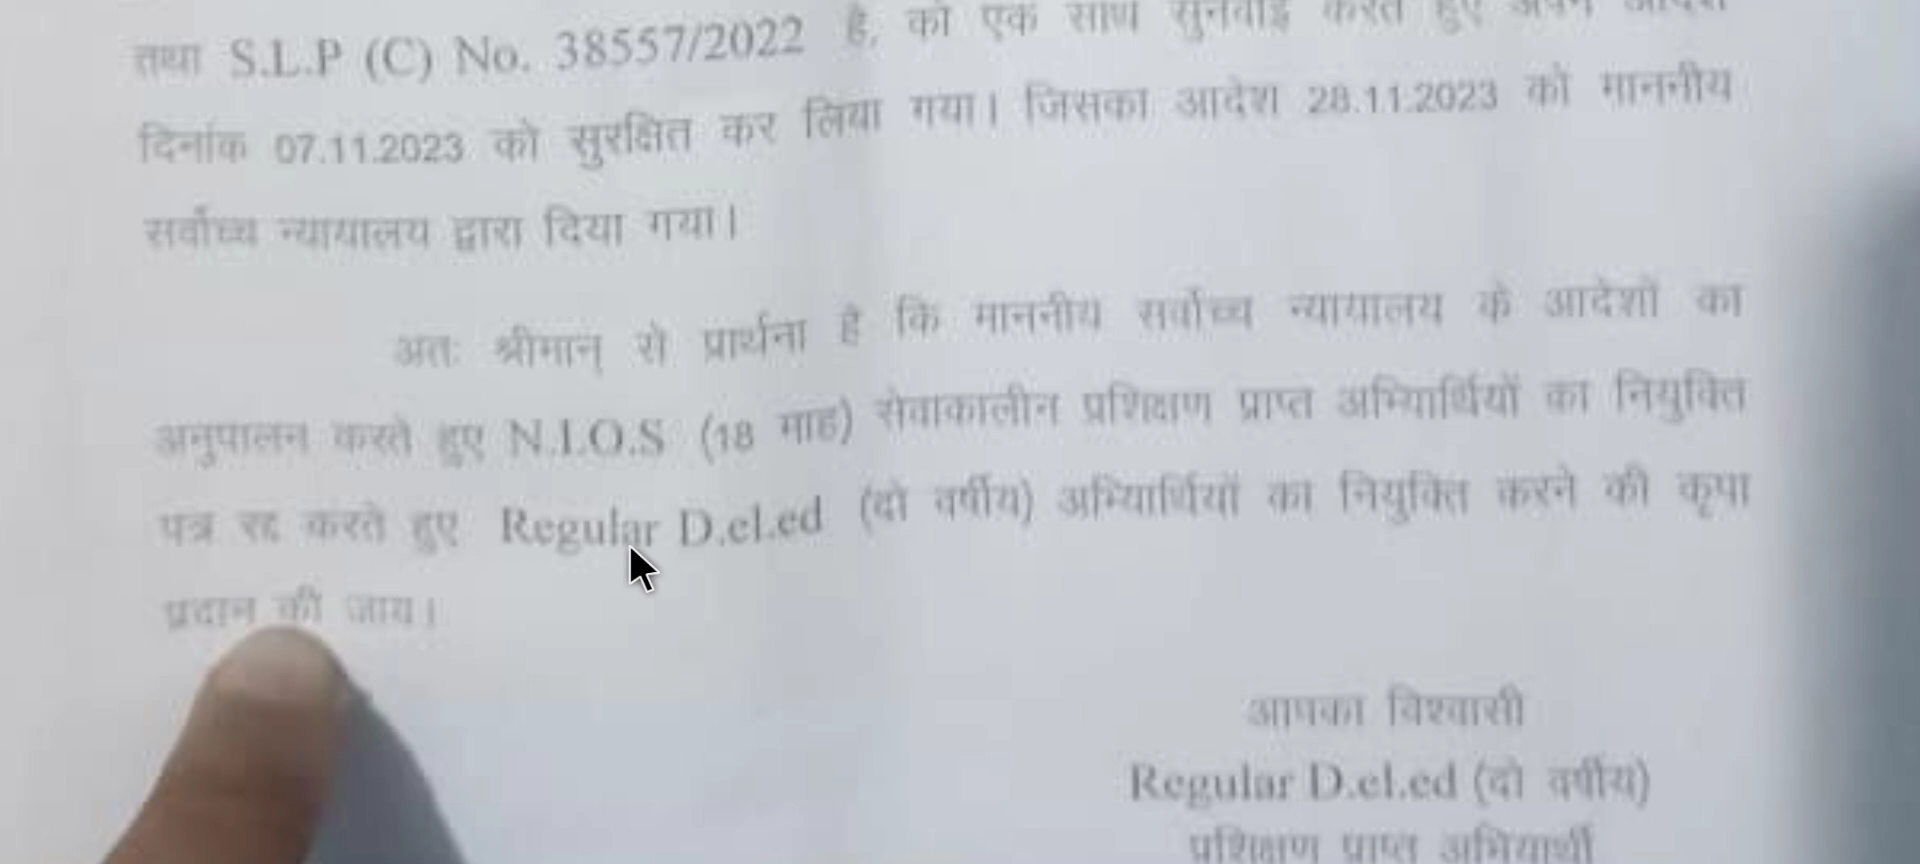 तथा S.L.P (C) No. 38557/2022 है, को एक साथ सुनवाई करते हुए अपने आदेश
दिनांक 07.11.2023 को सुरक्षित कर लिया गया। जिसका आदेश 28.11.2023 को माननीय
सर्वोच्च न्यायालय द्वारा दिया गया।
अतः श्रीमान् से प्रार्थना है कि माननीय सर्वोच्च न्यायालय के आदेशों का
अनुपालन करते हुए N.I.O.S (18 माह) सेवाकालीन प्रशिक्षण प्राप्त अभ्यिार्थियों का नियुक्ति
पत्र रद्द करते हुए Regular D.el.ed (दो वर्षीय) अभ्यिार्थियों का नियुक्ति करने की कृपा
प्रदान की जाय।
आपका विश्वासी
Regular D.el.ed (दो वर्षीय)
प्रशिक्षण प्राप्त अभियार्थी